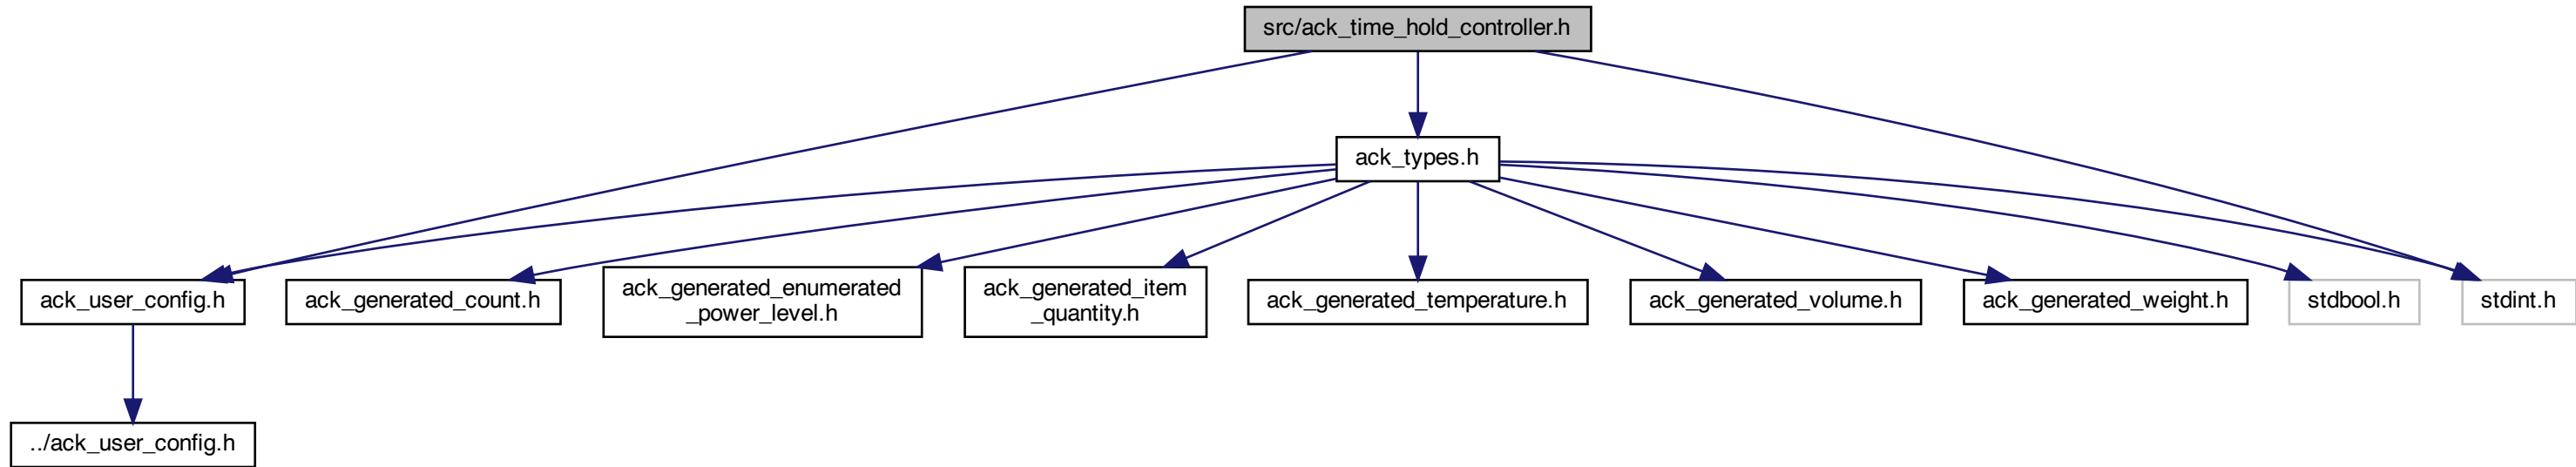 src/ack_time_hold_controller.h
ack_types.h
ack_user_config.h
ack_generated_count.h
ack_generated_enumerated
_power_level.h
ack_generated_item
_quantity.h
ack_generated_temperature.h
ack_generated_volume.h
ack_generated_weight.h
stdbool.h
stdint.h
../ack_user_config.h